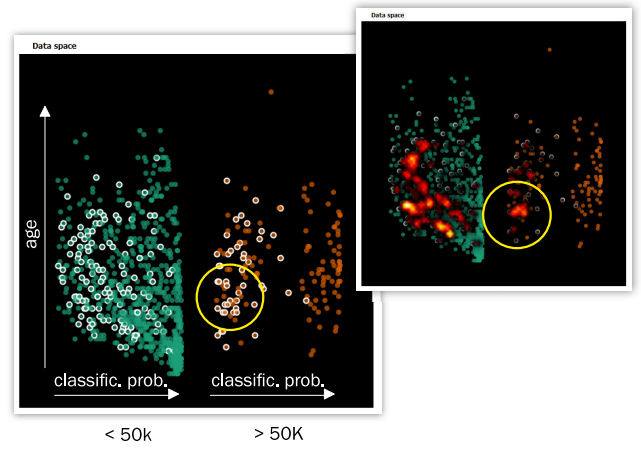 Data space
Data space
age
classific. prob.
classific. prob.
< 50k
> 50K